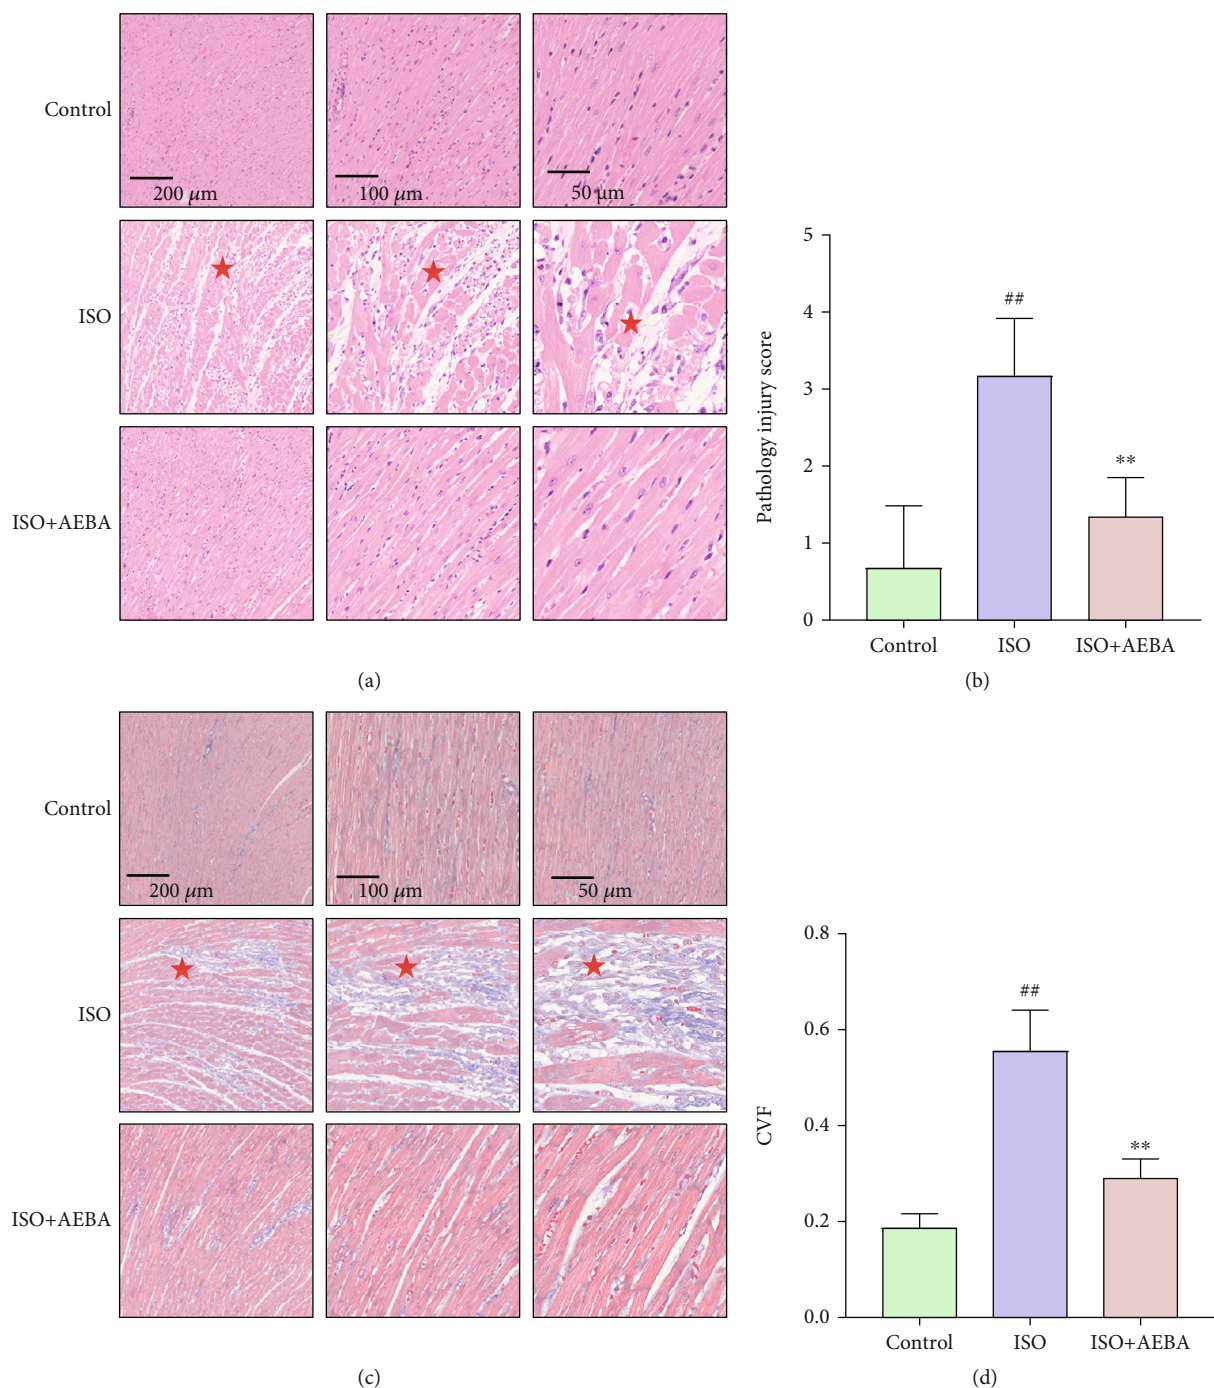 Control
200 μm
100 μm
50 μm
ISO
ISO+AEBA
(a)
Pathology injury score
5
4
3
2
1
0
##
**
Control
ISO
ISO+AEBA
(b)
Control
200 μm
100 μm
50 μm
ISO
ISO+AEBA
(c)
CVF
0.8
0.6
0.4
0.2
0.0
##
**
Control
ISO
ISO+AEBA
(d)